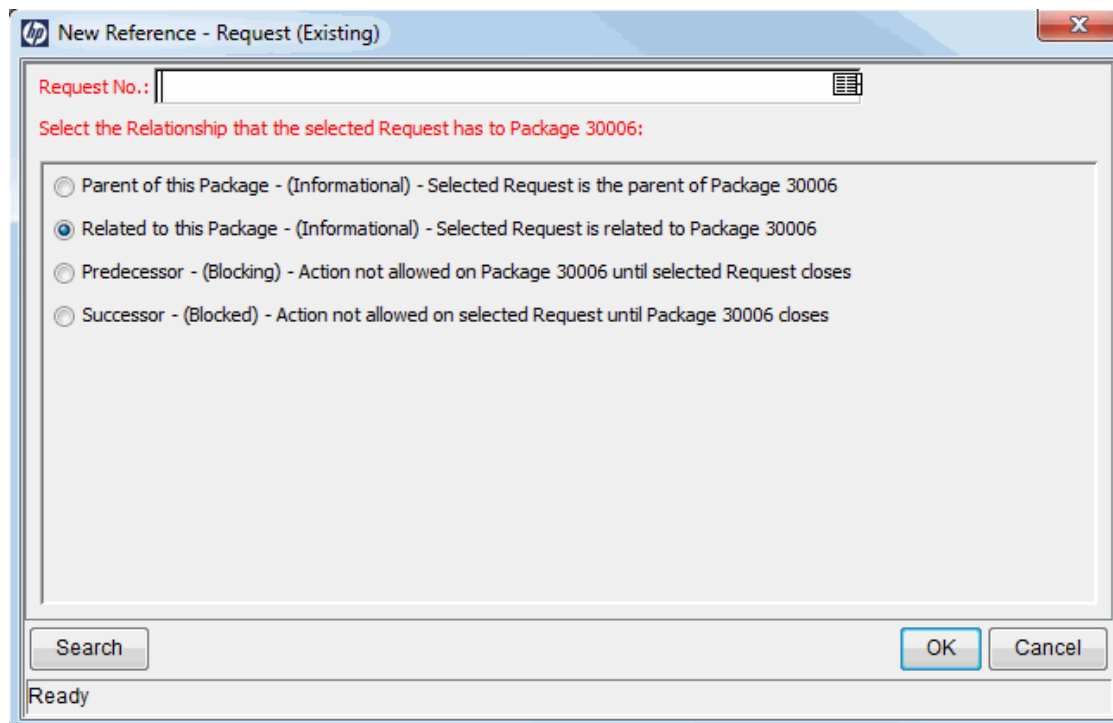 hp New Reference - Request (Existing)
Request No.:
Select the Relationship that the selected Request has to Package 30006:
Parent of this Package - (Informational) - Selected Request is the parent of Package 30006
Related to this Package - (Informational) - Selected Request is related to Package 30006
Predecessor - (Blocking) - Action not allowed on Package 30006 until selected Request closes
Successor - (Blocked) - Action not allowed on selected Request until Package 30006 closes
Search OK Cancel
Ready